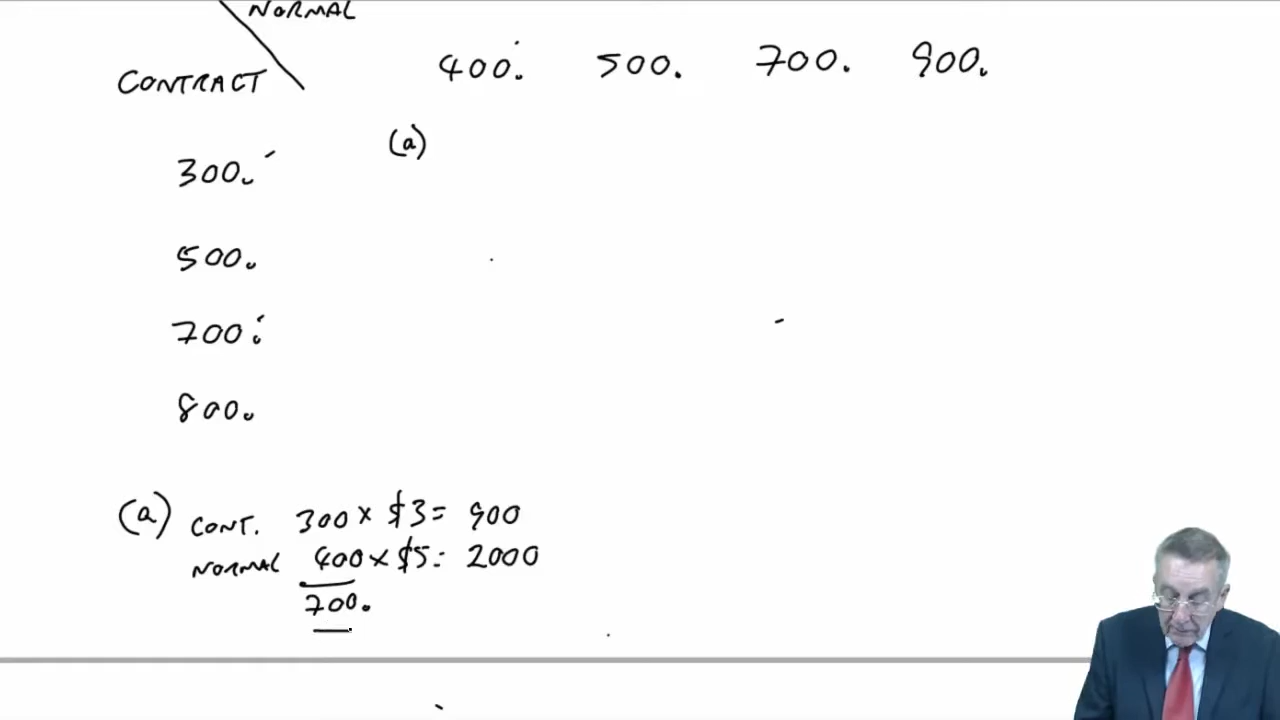 NORMAL
CONTRACT 400. 500. 700. 900.
300. (a)
500.
700.
800.
(a) CONT. 300 × $3 = 900
NORMAL 400 × $5 = 2000
700.